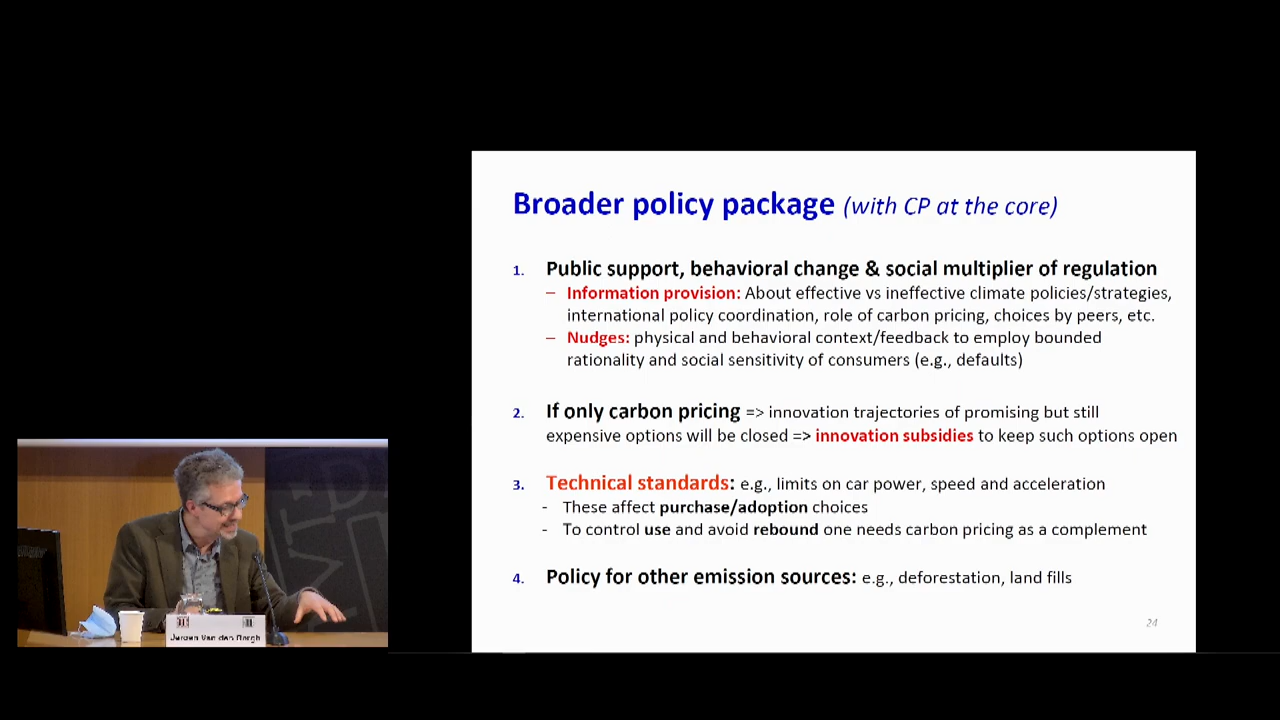 Broader policy package (with CP at the core)
1. Public support, behavioral change & social multiplier of regulation
– Information provision: About effective vs ineffective climate policies/strategies,
international policy coordination, role of carbon pricing, choices by peers, etc.
– Nudges: physical and behavioral context/feedback to employ bounded
rationality and social sensitivity of consumers (e.g., defaults)
2. If only carbon pricing => innovation trajectories of promising but still
expensive options will be closed => innovation subsidies to keep such options open
3. Technical standards: e.g., limits on car power, speed and acceleration
- These affect purchase/adoption choices
- To control use and avoid rebound one needs carbon pricing as a complement
4. Policy for other emission sources: e.g., deforestation, land fills
24
Jeroen Van den Bergh